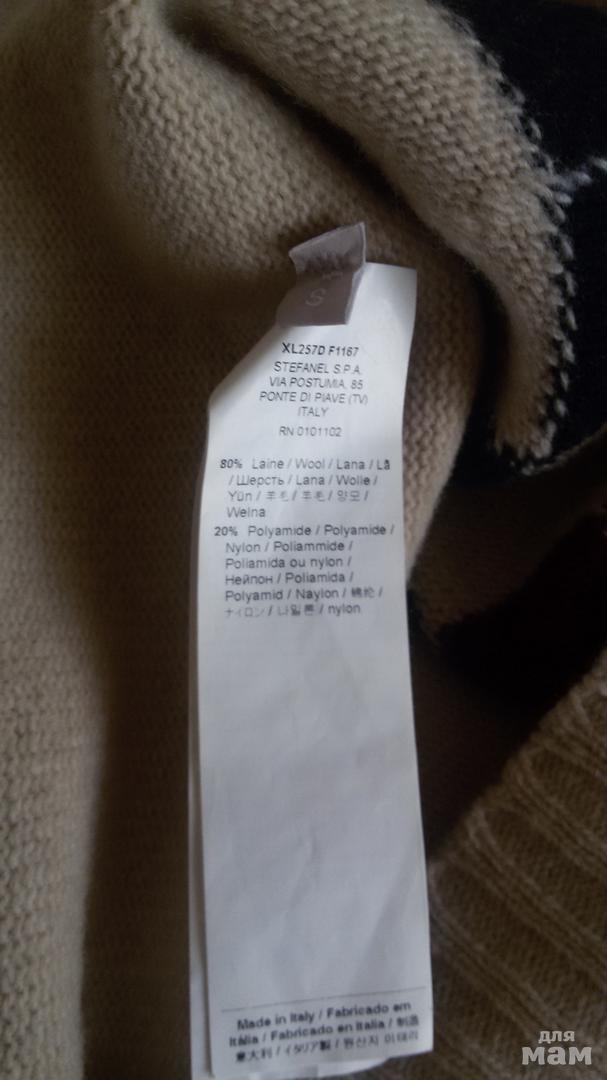 S
XL257D F1167
STEFANEL S.P.A.
VIA POSTUMIA, 85
PONTE DI PIAVE (TV)
ITALY
RN 0101102
80% Laine / Wool / Lana / Lã
/ Шерсть / Lana / Wolle /
Yün / 羊毛 / 羊毛 / 양모 /
Weina
20% Polyamide / Polyamide /
Nylon / Poliammide /
Poliamida ou nylon /
Нейлон / Poliamida /
Polyamid / Naylon / 锦纶 /
ナイロン / 나일론 / nylon
Made in Italy / Fabricado em
Itália / Fabricado en Italia / 制造
意大利 / イタリア製 / 원산지 이태리
для
мам